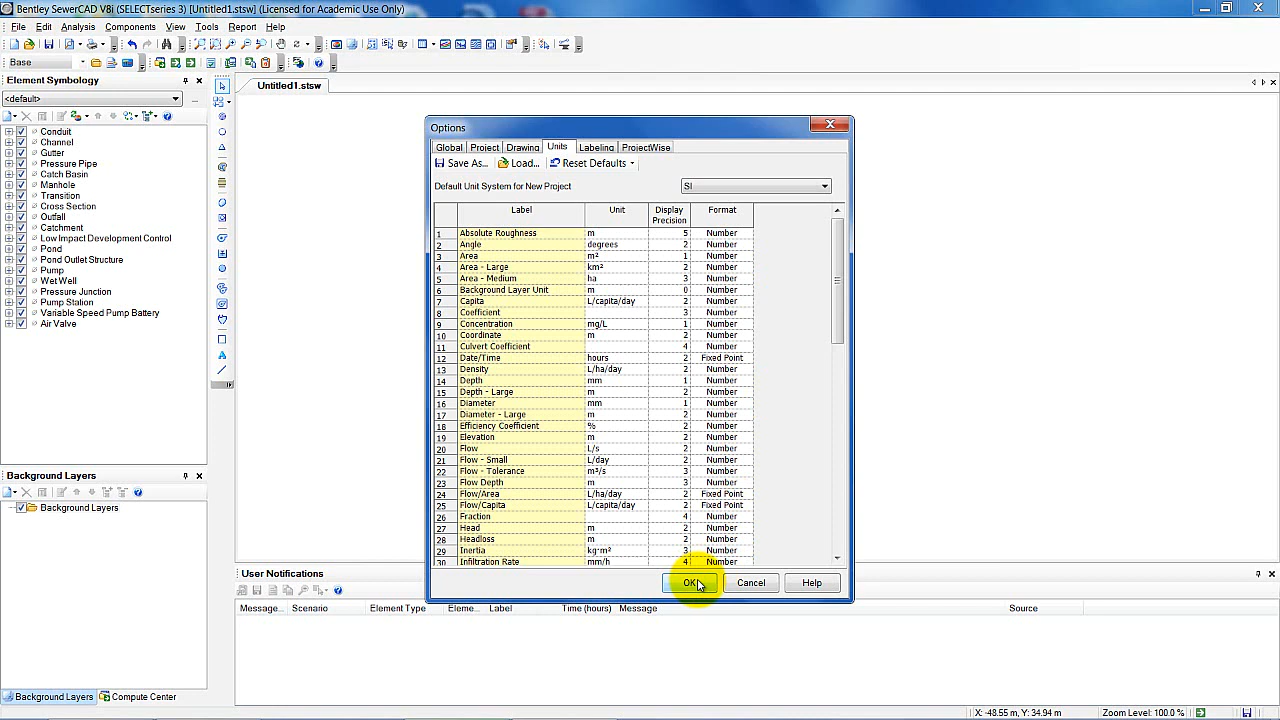 Bentley SewerCAD V8i (SELECTseries 3) [Untitled1.stsw] (Licensed for Academic Use Only)
File Edit Analysis Components View Tools Report Help
Base
Element Symbology
<default>
...
Conduit
Channel
Gutter
Pressure Pipe
Catch Basin
Manhole
Transition
Cross Section
Outfall
Catchment
Low Impact Development Control
Pond
Pond Outlet Structure
Pump
Wet Well
Pressure Junction
Pump Station
Variable Speed Pump Battery
Air Valve
Background Layers
Background Layers
Background Layers Compute Center
Untitled1.stsw
Options
Global Project Drawing Units Labeling ProjectWise
Save As... Load... Reset Defaults
Default Unit System for New Project SI
Label Unit Display Precision Format
1 Absolute Roughness m 5 Number
2 Angle degrees 2 Number
3 Area m² 1 Number
4 Area - Large km² 2 Number
5 Area - Medium ha 3 Number
6 Background Layer Unit m 0 Number
7 Capita L/capita/day 2 Number
8 Coefficient 3 Number
9 Concentration mg/L 1 Number
10 Coordinate m 2 Number
11 Culvert Coefficient 4 Number
12 Date/Time hours 2 Fixed Point
13 Density L/ha/day 2 Number
14 Depth mm 1 Number
15 Depth - Large m 2 Number
16 Diameter mm 1 Number
17 Diameter - Large m 2 Number
18 Efficiency Coefficient % 2 Number
19 Elevation m 2 Number
20 Flow L/s 2 Number
21 Flow - Small L/day 2 Number
22 Flow - Tolerance m³/s 3 Number
23 Flow Depth m 3 Number
24 Flow/Area L/ha/day 2 Fixed Point
25 Flow/Capita L/capita/day 2 Fixed Point
26 Fraction 4 Number
27 Head m 2 Number
28 Headloss m 2 Number
29 Inertia kg·m² 3 Number
30 Infiltration Rate mm/h 4 Number
OK Cancel Help
User Notifications
Message... Scenario Element Type Eleme... Label Time (hours) Message Source
X: -48.55 m, Y: 34.94 m Zoom Level: 100.0 %